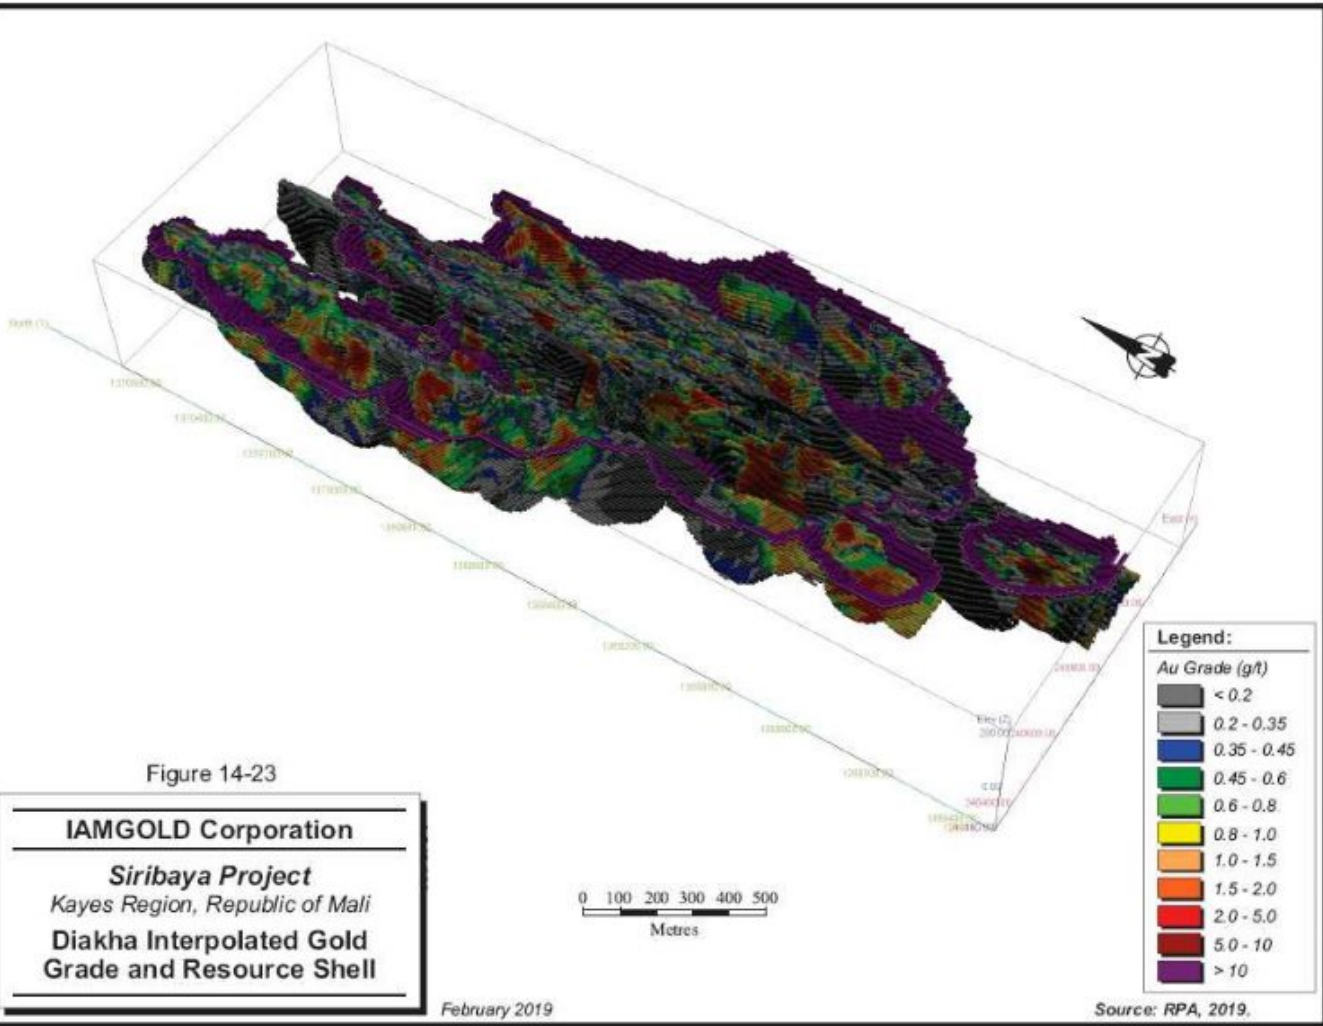 North (Y)
East (X)
Elev (Z)
Legend:
Au Grade (g/t)
< 0.2
0.2 - 0.35
0.35 - 0.45
0.45 - 0.6
0.6 - 0.8
0.8 - 1.0
1.0 - 1.5
1.5 - 2.0
2.0 - 5.0
5.0 - 10
> 10
Figure 14-23
IAMGOLD Corporation
Siribaya Project
Kayes Region, Republic of Mali
Diakha Interpolated Gold
Grade and Resource Shell
0 100 200 300 400 500
Metres
February 2019
Source: RPA, 2019.